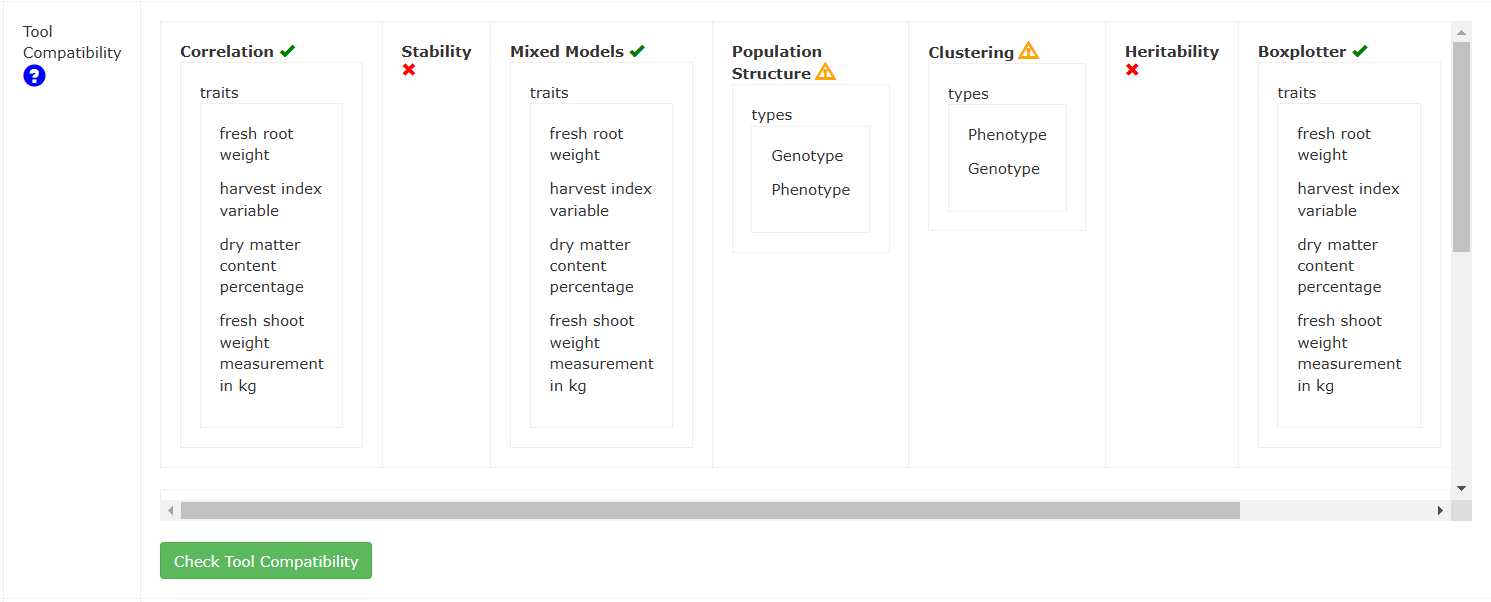 Tool
Compatibility
?
Correlation
traits
fresh root
weight
harvest index
variable
dry matter
content
percentage
fresh shoot
weight
measurement
in kg
Stability
Mixed Models
traits
fresh root
weight
harvest index
variable
dry matter
content
percentage
fresh shoot
weight
measurement
in kg
Population
Structure
types
Genotype
Phenotype
Clustering
types
Phenotype
Genotype
Heritability
Boxplotter
traits
fresh root
weight
harvest index
variable
dry matter
content
percentage
fresh shoot
weight
measurement
in kg
Check Tool Compatibility